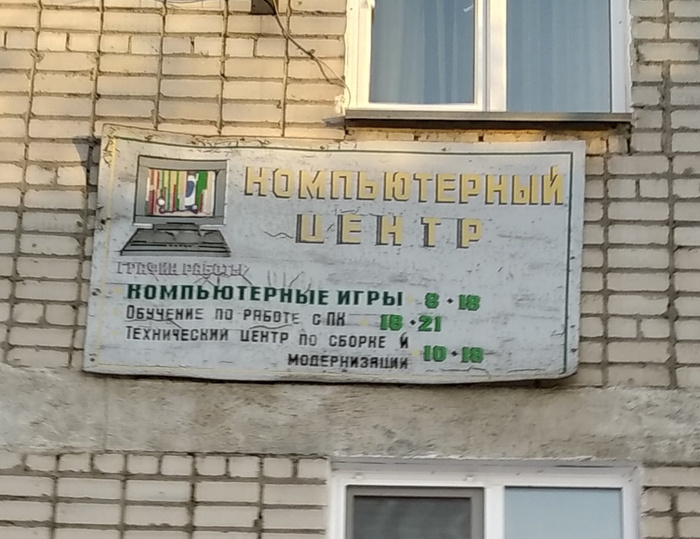 КОМПЬЮТЕРНЫЙ
ЦЕНТР
ГРАФИК РАБОТЫ
КОМПЬЮТЕРНЫЕ ИГРЫ 8-18
ОБУЧЕНИЕ ПО РАБОТЕ С ПК 18-21
ТЕХНИЧЕСКИЙ ЦЕНТР ПО СБОРКЕ И
МОДЕРНИЗАЦИИ 10-18